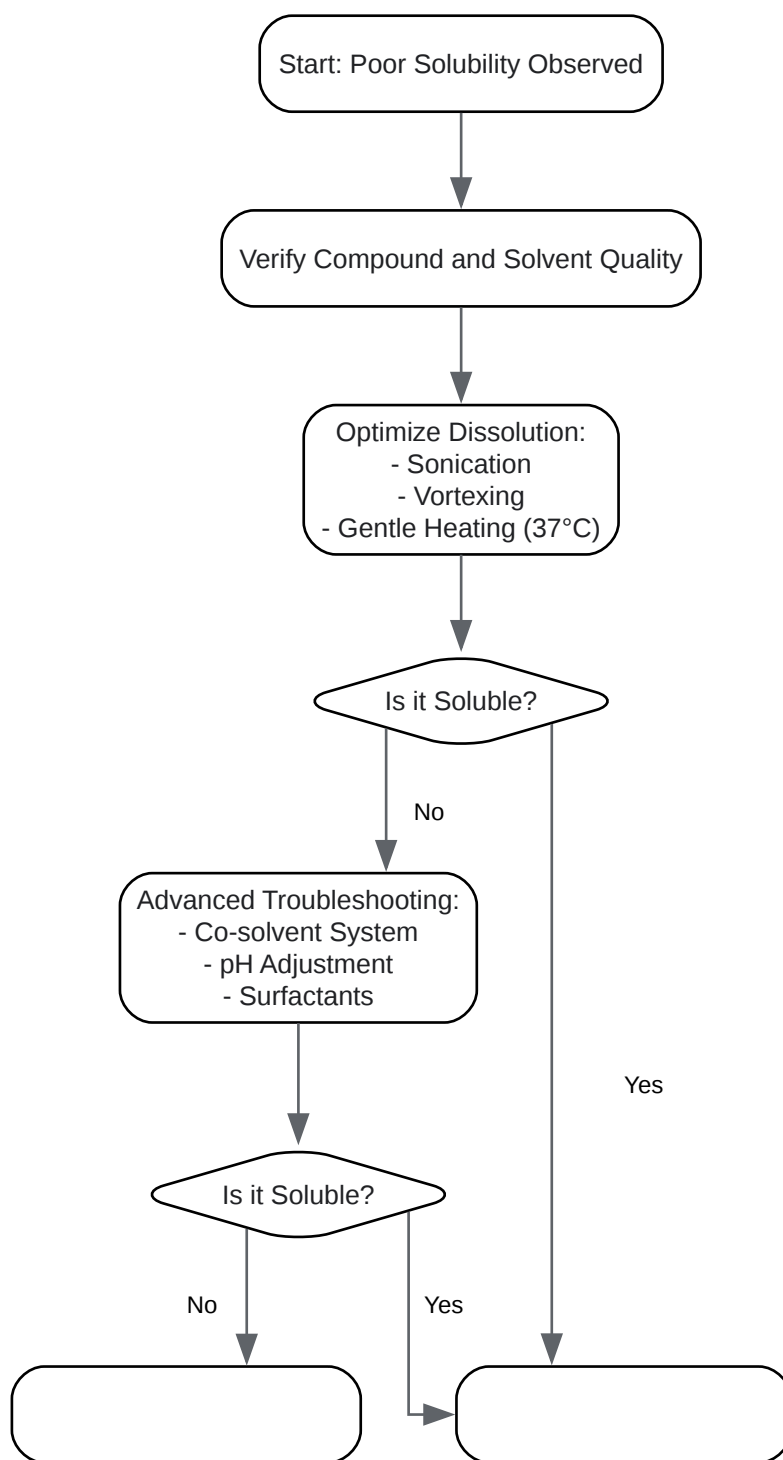 Start: Poor Solubility Observed
Verify Compound and Solvent Quality
Optimize Dissolution:
- Sonication
- Vortexing
- Gentle Heating (37°C)
Is it Soluble?
No
Advanced Troubleshooting:
- Co-solvent System
- pH Adjustment
- Surfactants
Yes
Is it Soluble?
No
Yes